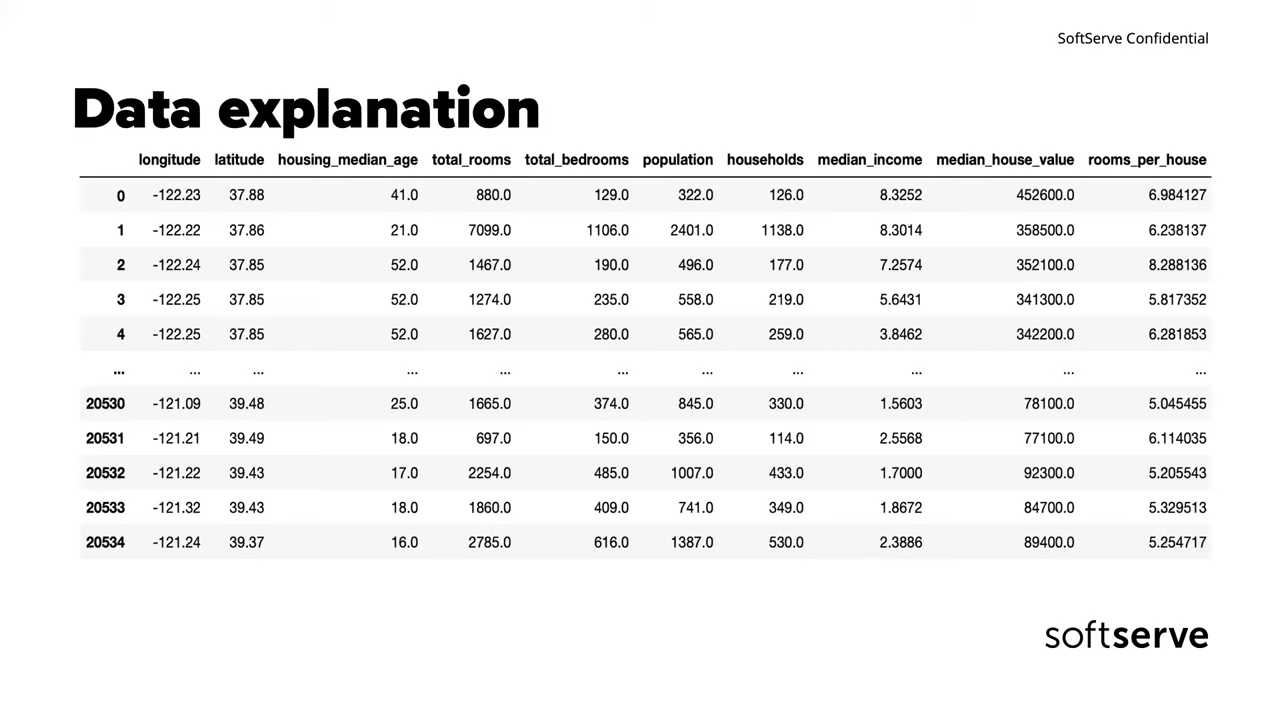 SoftServe Confidential
Data explanation
longitude latitude housing_median_age total_rooms total_bedrooms population households median_income median_house_value rooms_per_house
0 -122.23 37.88 41.0 880.0 129.0 322.0 126.0 8.3252 452600.0 6.984127
1 -122.22 37.86 21.0 7099.0 1106.0 2401.0 1138.0 8.3014 358500.0 6.238137
2 -122.24 37.85 52.0 1467.0 190.0 496.0 177.0 7.2574 352100.0 8.288136
3 -122.25 37.85 52.0 1274.0 235.0 558.0 219.0 5.6431 341300.0 5.817352
4 -122.25 37.85 52.0 1627.0 280.0 565.0 259.0 3.8462 342200.0 6.281853
... ... ... ... ... ... ... ... ... ... ...
20530 -121.09 39.48 25.0 1665.0 374.0 845.0 330.0 1.5603 78100.0 5.045455
20531 -121.21 39.49 18.0 697.0 150.0 356.0 114.0 2.5568 77100.0 6.114035
20532 -121.22 39.43 17.0 2254.0 485.0 1007.0 433.0 1.7000 92300.0 5.205543
20533 -121.32 39.43 18.0 1860.0 409.0 741.0 349.0 1.8672 84700.0 5.329513
20534 -121.24 39.37 16.0 2785.0 616.0 1387.0 530.0 2.3886 89400.0 5.254717
softserve